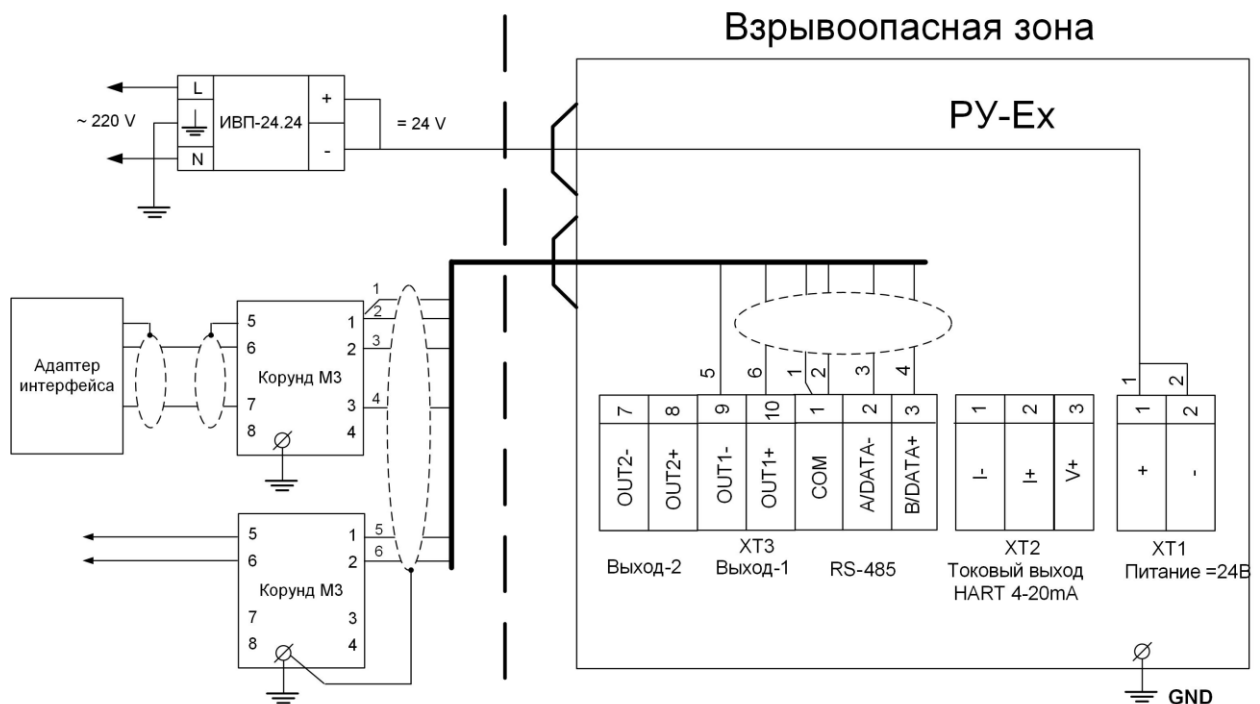 Взрывоопасная зона
РУ-Ex
L
N
~ 220 V
ИВП-24.24
+
-
= 24 V
Адаптер
интерфейса
5
6
7
8
Корунд М3
1
2
3
4
1
2
3
4
5
6
7
8
Корунд М3
1
2
3
4
5
6
5
6
1
2
3
4
7
8
9
10
1
2
3
OUT2-
OUT2+
OUT1-
OUT1+
COM
A/DATA-
B/DATA+
XT3
Выход-2
Выход-1
RS-485
1
2
3
I-
I+
V+
XT2
Токовый выход
HART 4-20mA
1
2
1
2
+
-
XT1
Питание =24В
GND